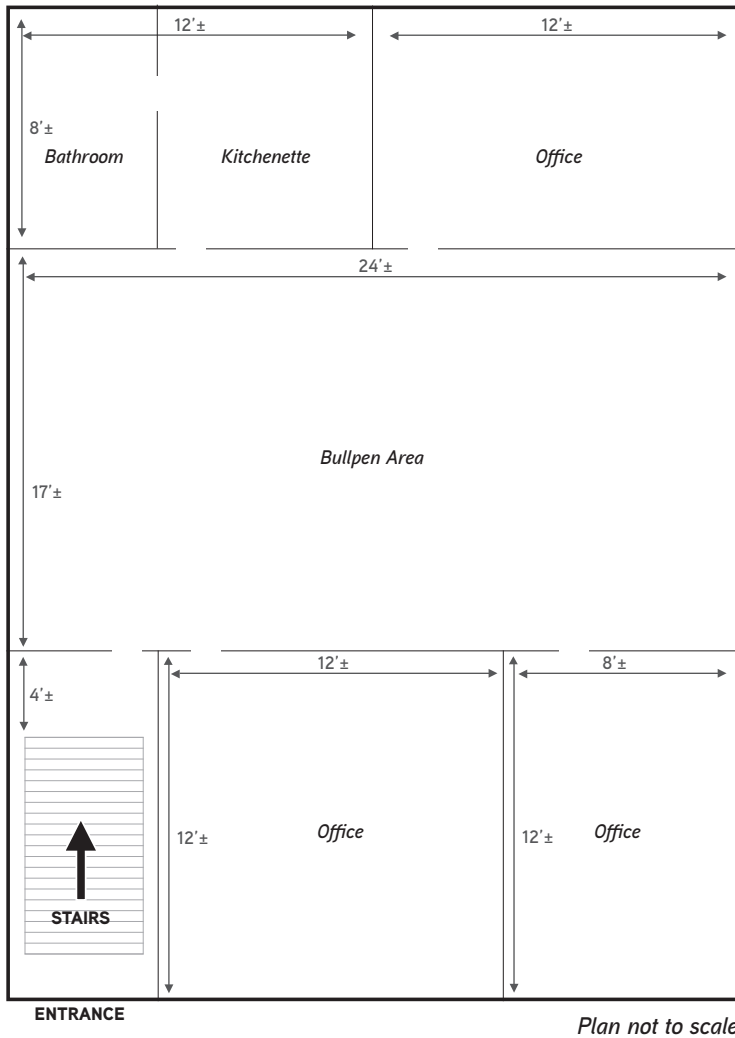 12'±
12'±
8'±
Bathroom
Kitchenette
Office
24'±
Bullpen Area
17'±
12'±
8'±
4'±
12'±
Office
12'±
Office
STAIRS
ENTRANCE
Plan not to scale